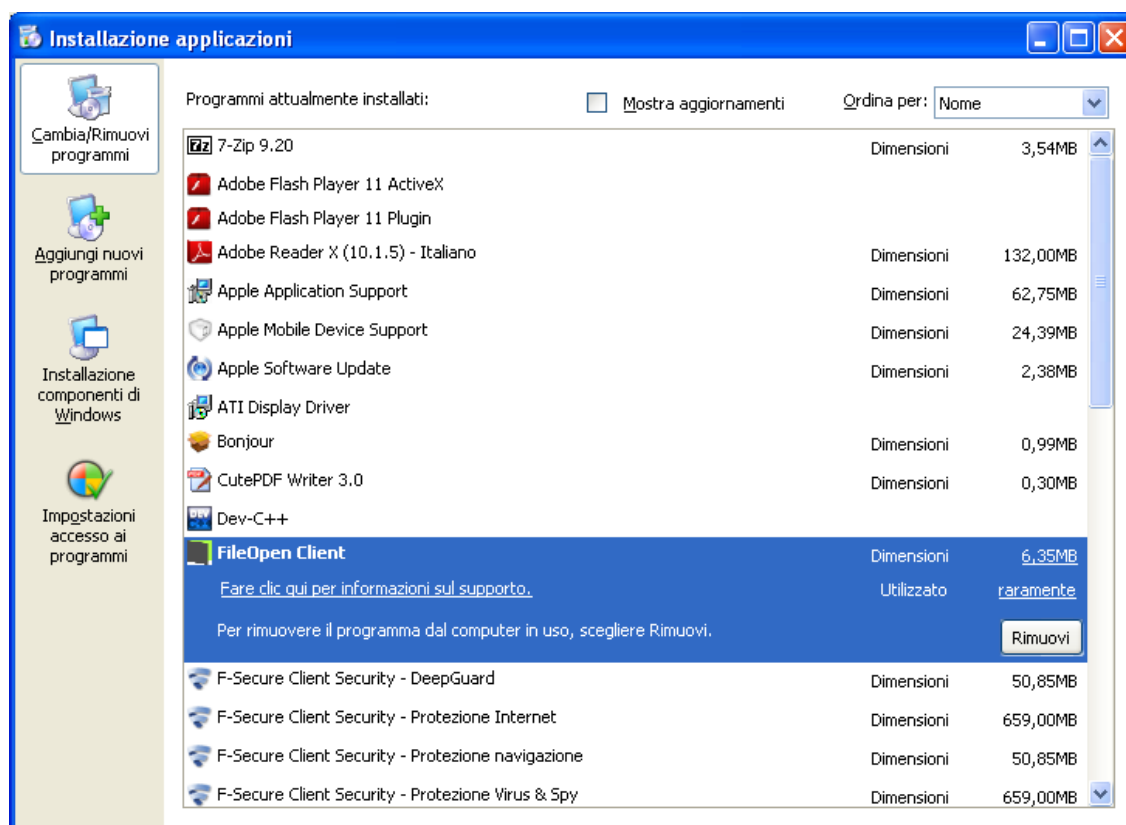 Installazione applicazioni
Cambia/Rimuovi
programmi
Aggiungi nuovi
programmi
Installazione
componenti di
Windows
Impostazioni
accesso ai
programmi
Programmi attualmente installati: Mostra aggiornamenti Ordina per: Nome
7-Zip 9.20 Dimensioni 3,54MB
Adobe Flash Player 11 ActiveX
Adobe Flash Player 11 Plugin
Adobe Reader X (10.1.5) - Italiano Dimensioni 132,00MB
Apple Application Support Dimensioni 62,75MB
Apple Mobile Device Support Dimensioni 24,39MB
Apple Software Update Dimensioni 2,38MB
ATI Display Driver
Bonjour Dimensioni 0,99MB
CutePDF Writer 3.0 Dimensioni 0,30MB
Dev-C++
FileOpen Client Dimensioni 6,35MB
Fare clic qui per informazioni sul supporto. Utilizzato raramente
Per rimuovere il programma dal computer in uso, scegliere Rimuovi. Rimuovi
F-Secure Client Security - DeepGuard Dimensioni 50,85MB
F-Secure Client Security - Protezione Internet Dimensioni 659,00MB
F-Secure Client Security - Protezione navigazione Dimensioni 50,85MB
F-Secure Client Security - Protezione Virus & Spy Dimensioni 659,00MB